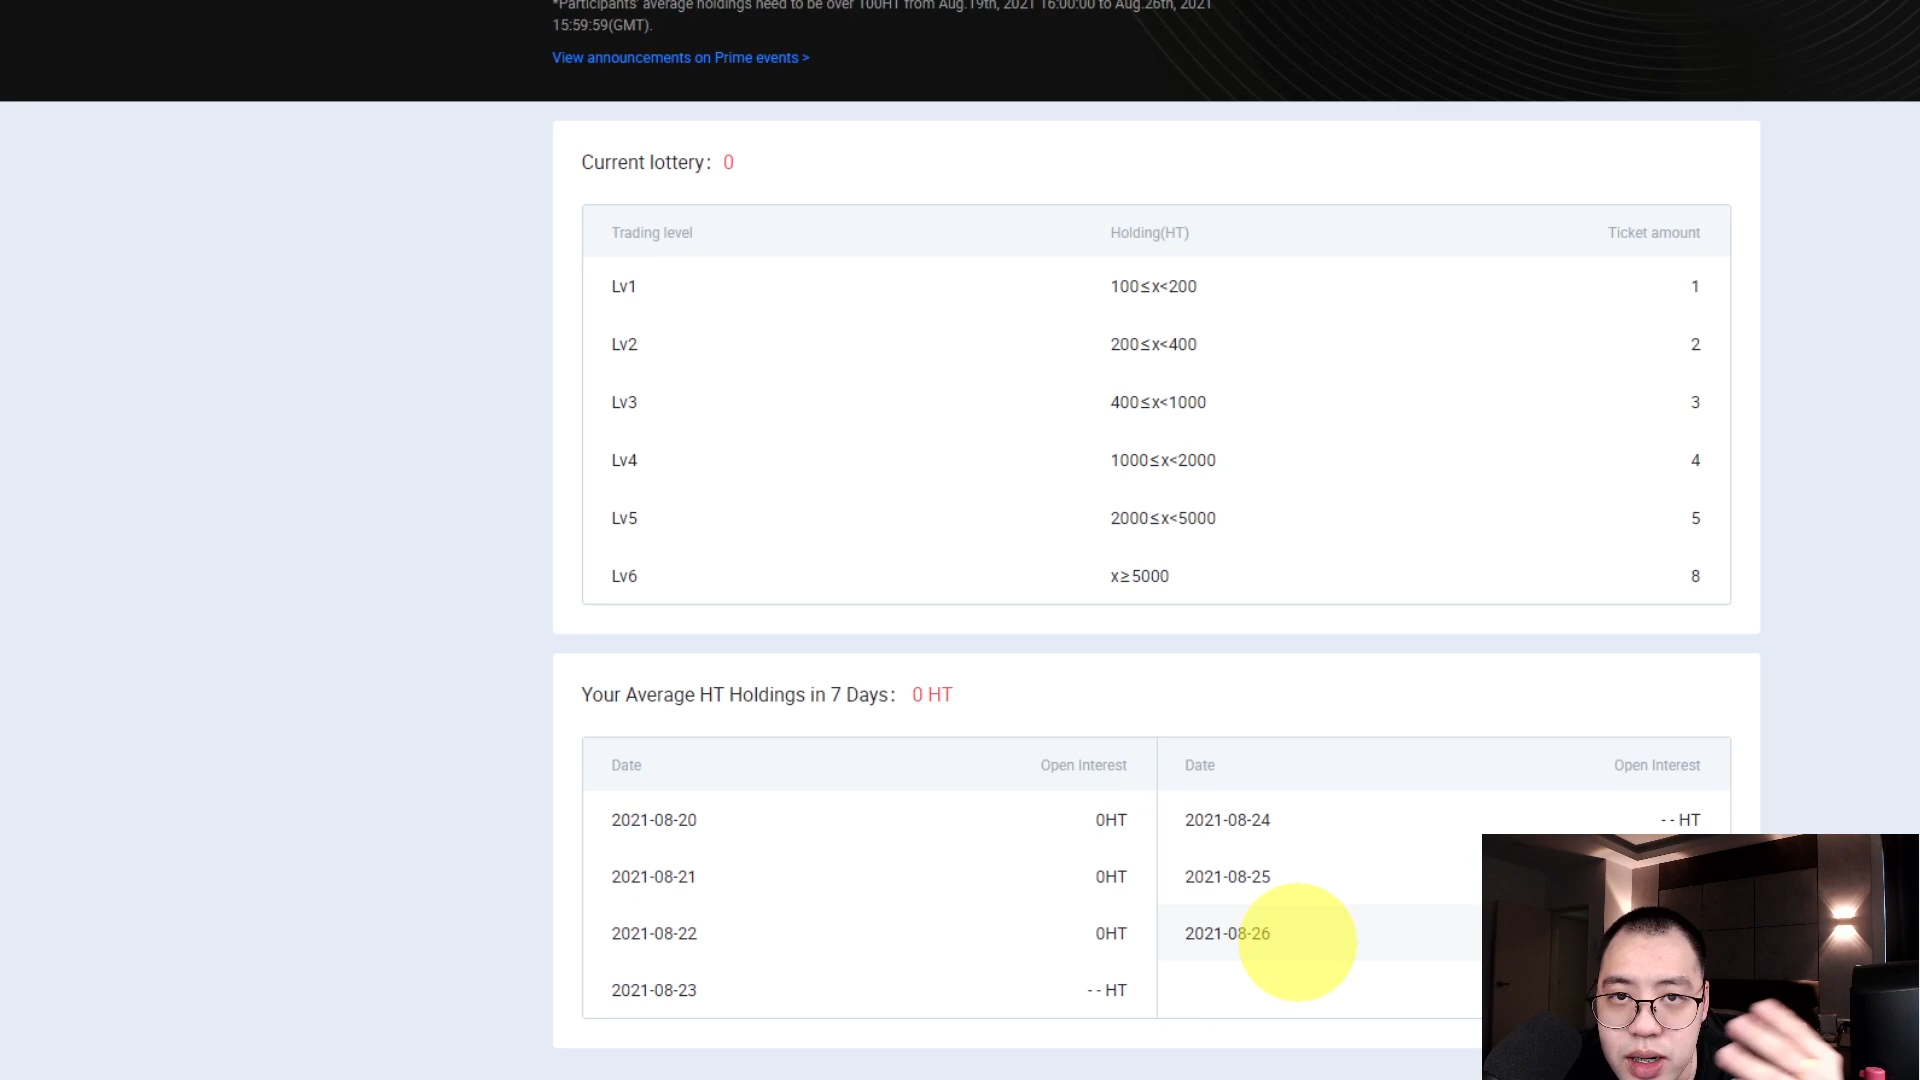 *Participants' average holdings need to be over 100HT from Aug.19th, 2021 16:00:00 to Aug.26th, 2021
15:59:59(GMT).
View announcements on Prime events >
Current lottery: 0
Trading level Holding(HT) Ticket amount
Lv1 100≤x<200 1
Lv2 200≤x<400 2
Lv3 400≤x<1000 3
Lv4 1000≤x<2000 4
Lv5 2000≤x<5000 5
Lv6 x≥5000 8
Your Average HT Holdings in 7 Days: 0 HT
Date Open Interest Date Open Interest
2021-08-20 0HT 2021-08-24 -- HT
2021-08-21 0HT 2021-08-25
2021-08-22 0HT 2021-08-26
2021-08-23 -- HT